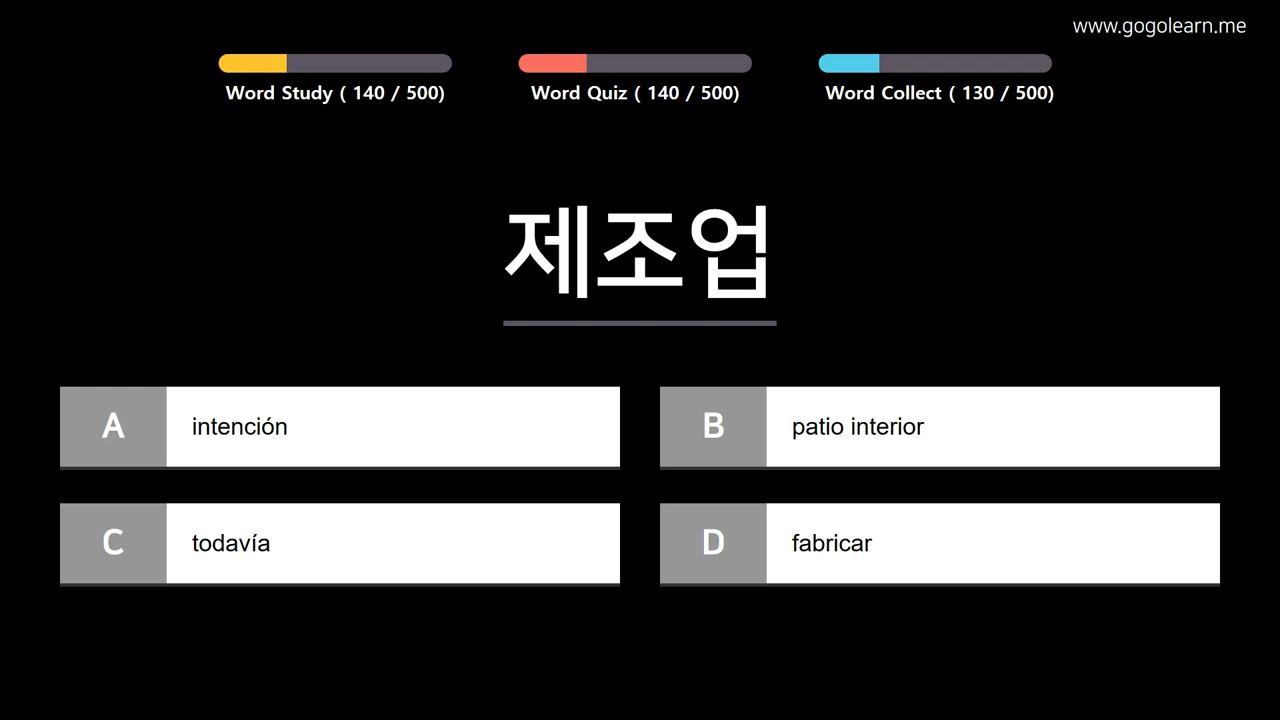 www.gogolearn.me
Word Study ( 140 / 500)
Word Quiz ( 140 / 500)
Word Collect ( 130 / 500)
제조업
A intención
B patio interior
C todavía
D fabricar